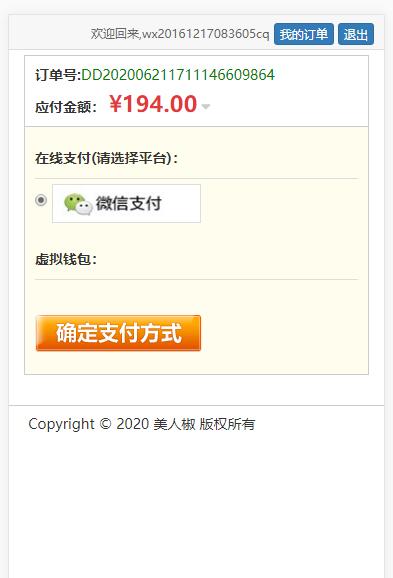 欢迎回来,wx20161217083605cq 我的订单 退出
订单号:DD202006211711146609864
应付金额： ¥194.00
在线支付(请选择平台)：
微信支付
虚拟钱包：
确定支付方式
Copyright © 2020 美人椒 版权所有